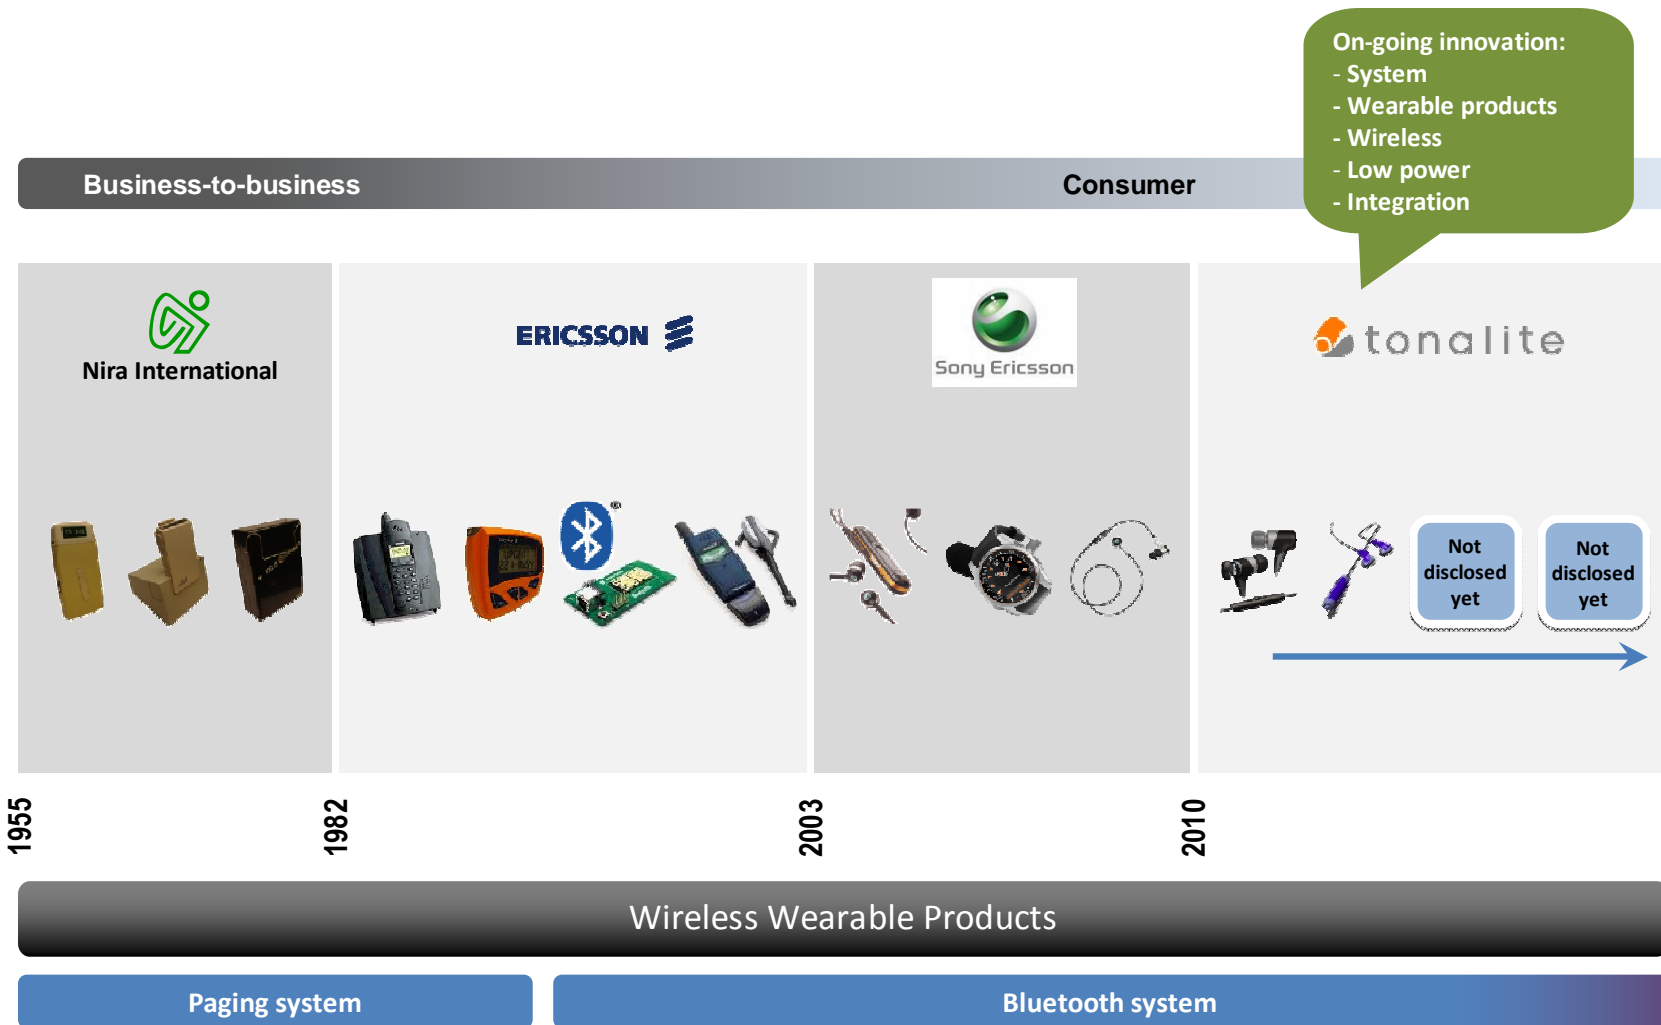 On-going innovation:
- System
- Wearable products
- Wireless
- Low power
- Integration
Business-to-business
Consumer
Nira International
ERICSSON
Sony Ericsson
tonalite
Not
disclosed
yet
Not
disclosed
yet
1955
1982
2003
2010
Wireless Wearable Products
Paging system
Bluetooth system